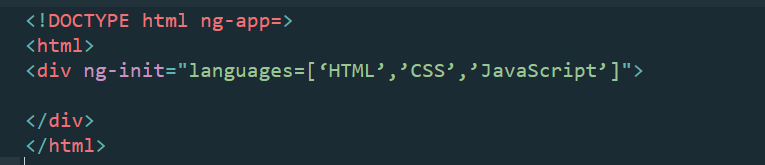 <!DOCTYPE html ng-app=>
<html>
<div ng-init="languages=[‘HTML’,’CSS’,’JavaScript’]">
</div>
</html>